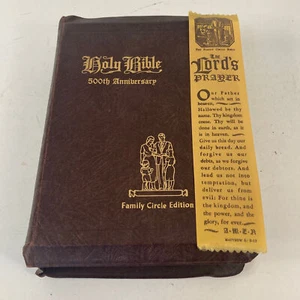 Holy Bible
500th Anniversary
Family Circle Edition
The
Lord's
PRAYER
Our Father
which art in
heaven,
Hallowed be thy
name. Thy kingdom
come. Thy will be
done in earth, as it
is in heaven.
Give us this day our
daily bread. And
forgive us our
debts, as we forgive
our debtors. And
lead us not into
temptation, but
deliver us from
evil: For thine is
the kingdom, and
the power, and the
glory, for ever.
AMEN
MATTHEW 6: 9-13